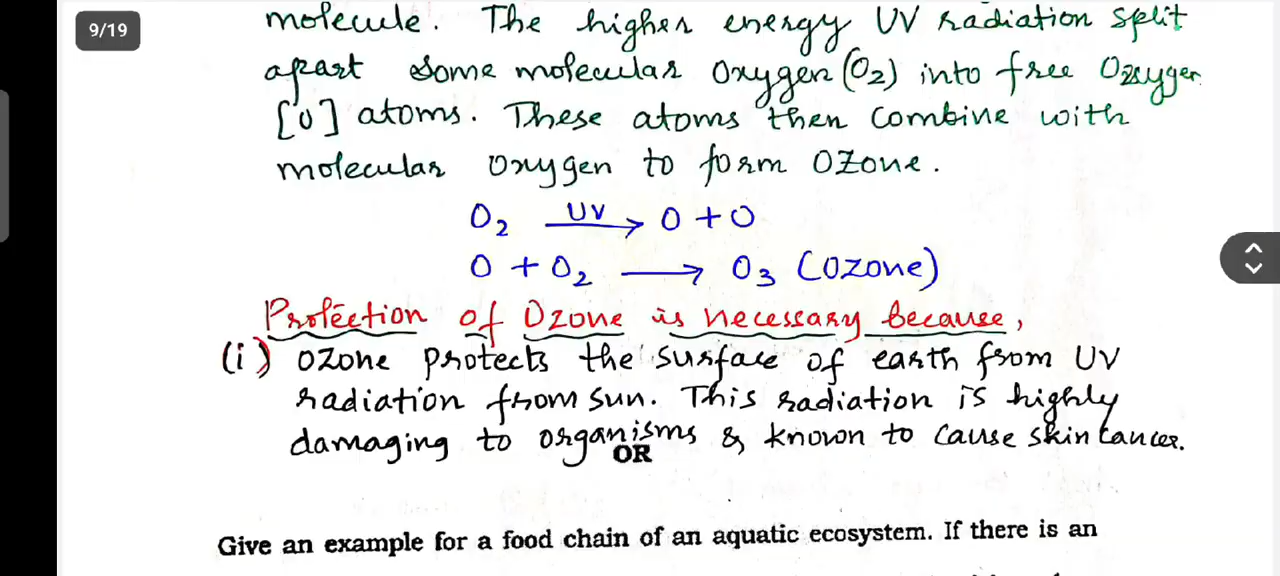 9/19
molecule. The higher energy UV radiation split
apart some molecular oxygen (O2) into free Oxyger
[O] atoms. These atoms then combine with
molecular oxygen to form OZone.
O2 UV→ O + O
O + O2 → O3 (Ozone)
Protection of Ozone is necessary because,
(i) Ozone protects the surface of earth from UV
radiation from sun. This radiation is highly
damaging to organisms & known to cause skin cancer.
OR
Give an example for a food chain of an aquatic ecosystem. If there is an